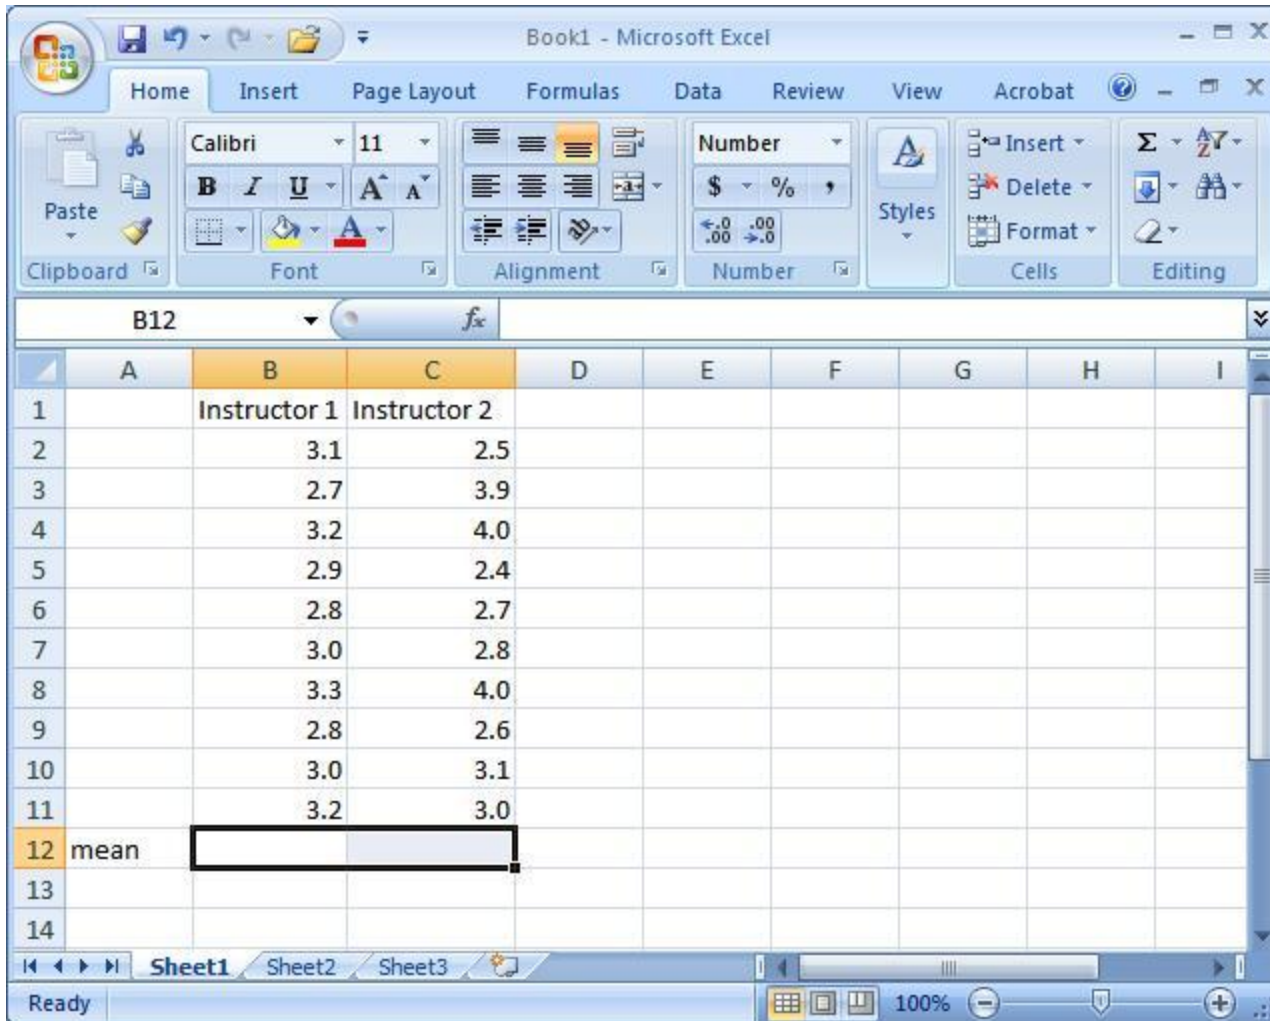 Book1 - Microsoft Excel
Home Insert Page Layout Formulas Data Review View Acrobat
Calibri 11 Number Insert Σ
Paste B I U A A $ % , Styles Delete
A Format
Clipboard Font Alignment Number Cells Editing
B12 fx
A B C D E F G H I
1 Instructor 1 Instructor 2
2 3.1 2.5
3 2.7 3.9
4 3.2 4.0
5 2.9 2.4
6 2.8 2.7
7 3.0 2.8
8 3.3 4.0
9 2.8 2.6
10 3.0 3.1
11 3.2 3.0
12 mean
13
14
Sheet1 Sheet2 Sheet3
Ready 100%